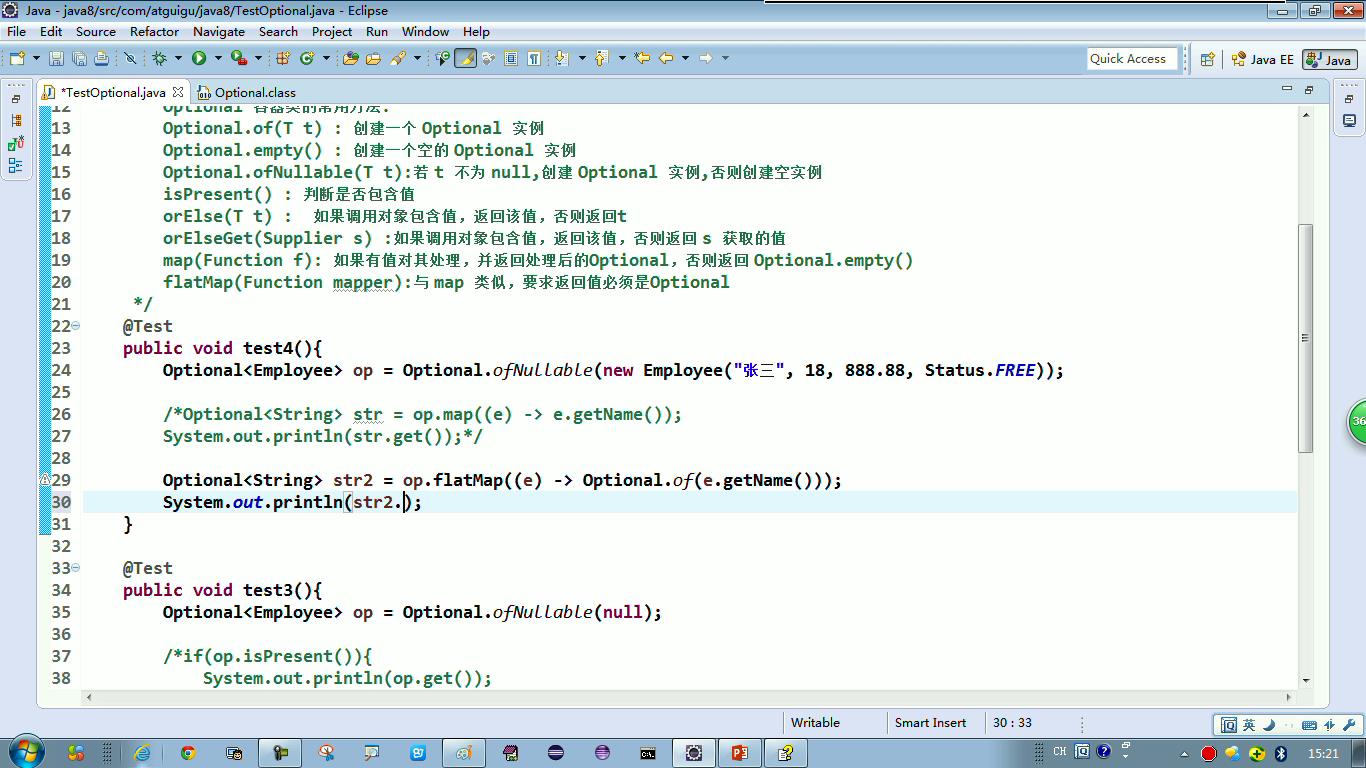 Java - java8/src/com/atguigu/java8/TestOptional.java - Eclipse
File Edit Source Refactor Navigate Search Project Run Window Help
Quick Access
Java EE
Java
*TestOptional.java
Optional.class
12 Optional 容器类的常用方法:
13 Optional.of(T t) : 创建一个 Optional 实例
14 Optional.empty() : 创建一个空的 Optional 实例
15 Optional.ofNullable(T t):若 t 不为 null,创建 Optional 实例,否则创建空实例
16 isPresent() : 判断是否包含值
17 orElse(T t) : 如果调用对象包含值，返回该值，否则返回t
18 orElseGet(Supplier s) :如果调用对象包含值，返回该值，否则返回 s 获取的值
19 map(Function f): 如果有值对其处理，并返回处理后的Optional，否则返回 Optional.empty()
20 flatMap(Function mapper):与 map 类似，要求返回值必须是Optional
21 */
22 @Test
23 public void test4(){
24 Optional<Employee> op = Optional.ofNullable(new Employee("张三", 18, 888.88, Status.FREE));
25
26 /*Optional<String> str = op.map((e) -> e.getName());
27 System.out.println(str.get());*/
28
29 Optional<String> str2 = op.flatMap((e) -> Optional.of(e.getName()));
30 System.out.println(str2.);
31 }
32
33 @Test
34 public void test3(){
35 Optional<Employee> op = Optional.ofNullable(null);
36
37 /*if(op.isPresent()){
38 System.out.println(op.get());
36
Writable
Smart Insert
30 : 33
英
CH
15:21